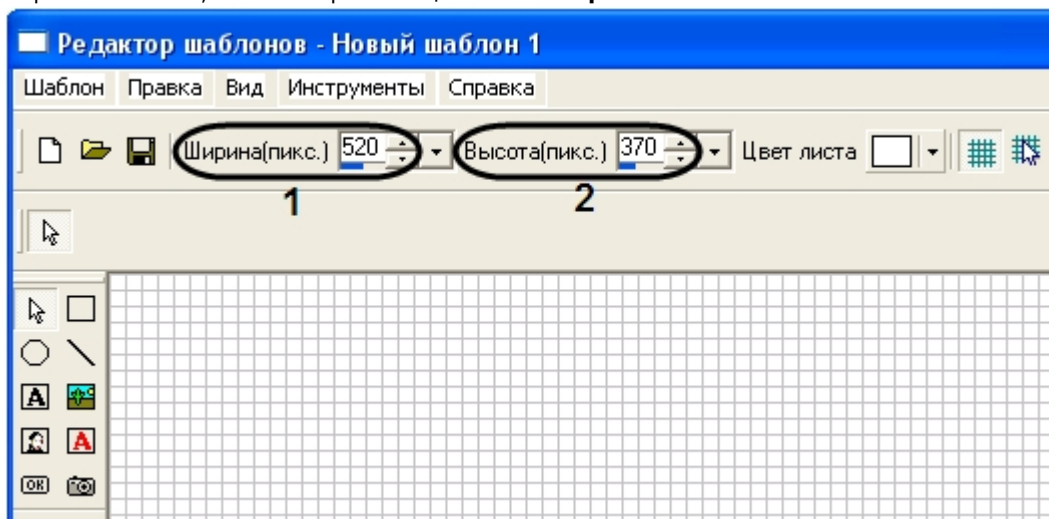 Редактор шаблонов - Новый шаблон 1
Шаблон Правка Вид Инструменты Справка
Ширина(пикс.) 520 Высота(пикс.) 370 Цвет листа
1 2
A
A
OK